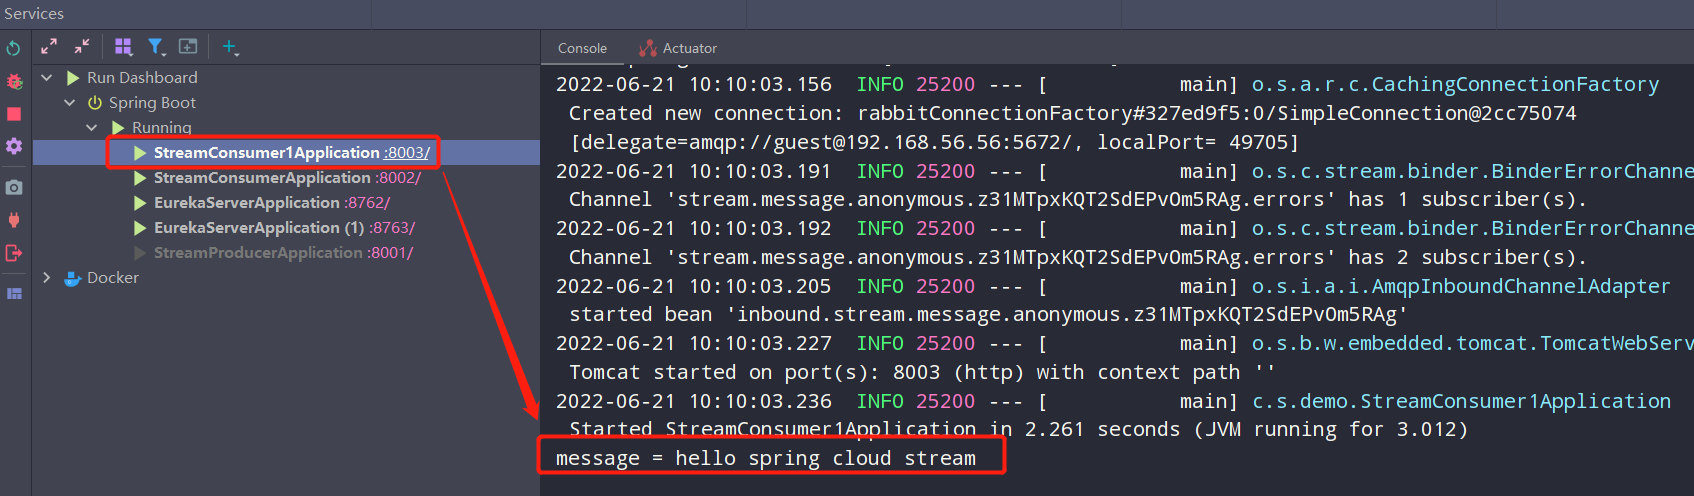 Services
Console
Actuator
Run Dashboard
Spring Boot
Running
StreamConsumer1Application :8003/
StreamConsumerApplication :8002/
EurekaServerApplication :8762/
EurekaServerApplication (1) :8763/
StreamProducerApplication :8001/
Docker
2022-06-21 10:10:03.156  INFO 25200 --- [           main] o.s.a.r.c.CachingConnectionFactory
Created new connection: rabbitConnectionFactory#327ed9f5:0/SimpleConnection@2cc75074
[delegate=amqp://guest@192.168.56.56:5672/, localPort= 49705]
2022-06-21 10:10:03.191  INFO 25200 --- [           main] o.s.c.stream.binder.BinderErrorChanne
Channel 'stream.message.anonymous.z31MTpxKQT2SdEPvOm5RAg.errors' has 1 subscriber(s).
2022-06-21 10:10:03.192  INFO 25200 --- [           main] o.s.c.stream.binder.BinderErrorChanne
Channel 'stream.message.anonymous.z31MTpxKQT2SdEPvOm5RAg.errors' has 2 subscriber(s).
2022-06-21 10:10:03.205  INFO 25200 --- [           main] o.s.i.a.i.AmqpInboundChannelAdapter
started bean 'inbound.stream.message.anonymous.z31MTpxKQT2SdEPvOm5RAg'
2022-06-21 10:10:03.227  INFO 25200 --- [           main] o.s.b.w.embedded.tomcat.TomcatWebServ
Tomcat started on port(s): 8003 (http) with context path ''
2022-06-21 10:10:03.236  INFO 25200 --- [           main] c.s.demo.StreamConsumer1Application
Started StreamConsumer1Application in 2.261 seconds (JVM running for 3.012)
message = hello spring cloud stream